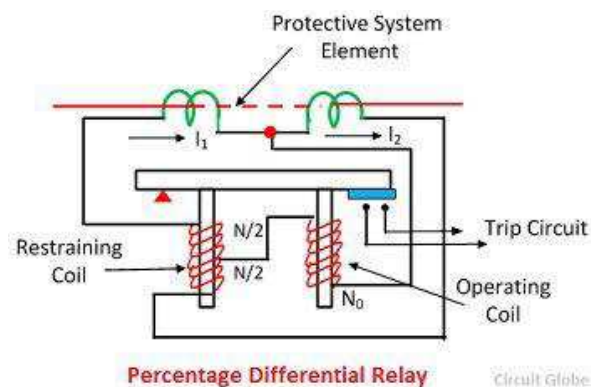 Protective System
Element
I₁
I₂
N/2
Trip Circuit
Restraining
Coil
N/2
Operating
Coil
N₀
Percentage Differential Relay
Circuit Globe